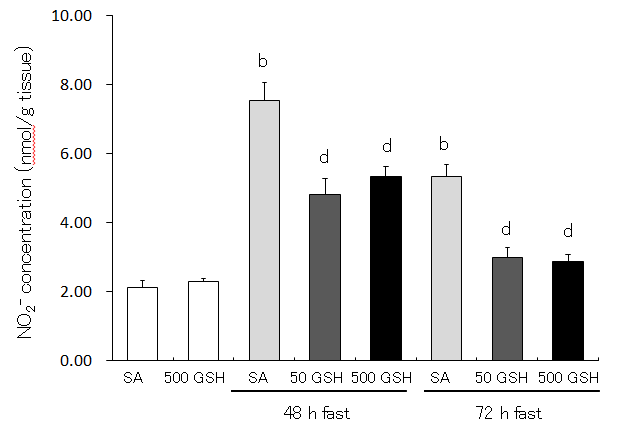 NO₂⁻ concentration (nmol/g tissue)
10.00
8.00
6.00
4.00
2.00
0.00
b
d
d
b
d
d
SA 500 GSH SA 50 GSH 500 GSH SA 50 GSH 500 GSH
48 h fast 72 h fast